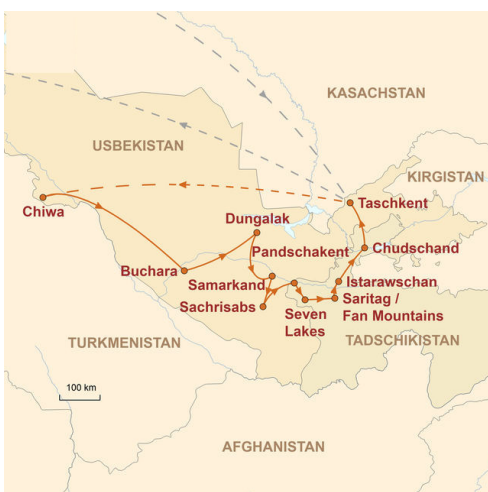 KASACHSTAN
USBEKISTAN
KIRGISTAN
Taschkent
Chiwa
Dungalak
Chudschand
Pandschakent
Buchara
Samarkand
Istarawschan
Sachrisabs
Saritag /
Fan Mountains
Seven
Lakes
TURKMENISTAN
TADSCHIKISTAN
100 km
AFGHANISTAN